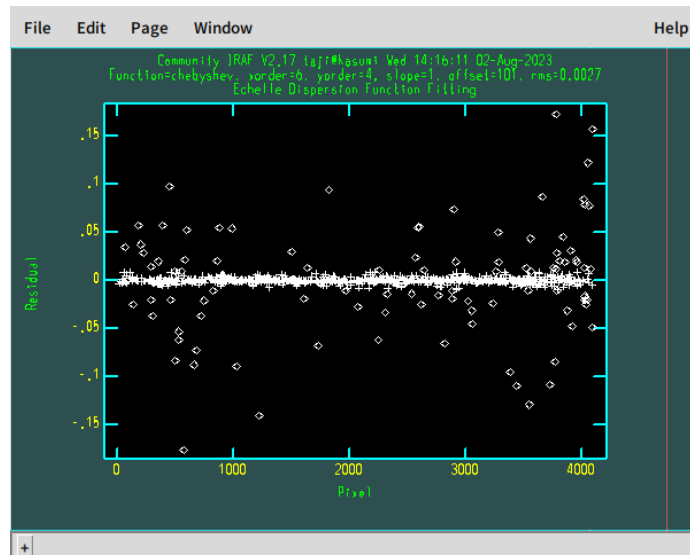 File Edit Page Window Help
Community IRAF V2.17 taji@kasumi Wed 14:16:11 02-Aug-2023
Function=chebyshev, xorder=6, yorder=4, slope=1, offset=101, rms=0.0027
Echelle Dispersion Function Fitting
.15
.1
.05
0
-.05
-.1
-.15
Residual
0 1000 2000 3000 4000
Pixel
+